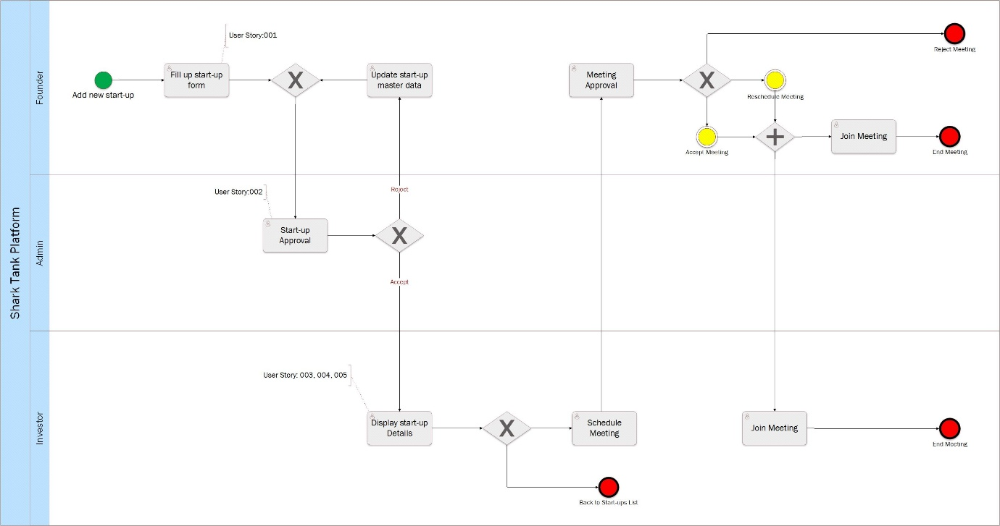 Shark Tank Platform
Founder
User Story:001
Add new start-up
Fill up start-up
form
X
Update start-up
master data
Meeting
Approval
X
Reject Meeting
Reschedule Meeting
Accept Meeting
+
Join Meeting
End Meeting
Admin
User Story:002
Start-up
Approval
X
Reject
Accept
Investor
User Story: 003, 004, 005
Display start-up
Details
X
Schedule
Meeting
Back to Start-ups List
Join Meeting
End Meeting